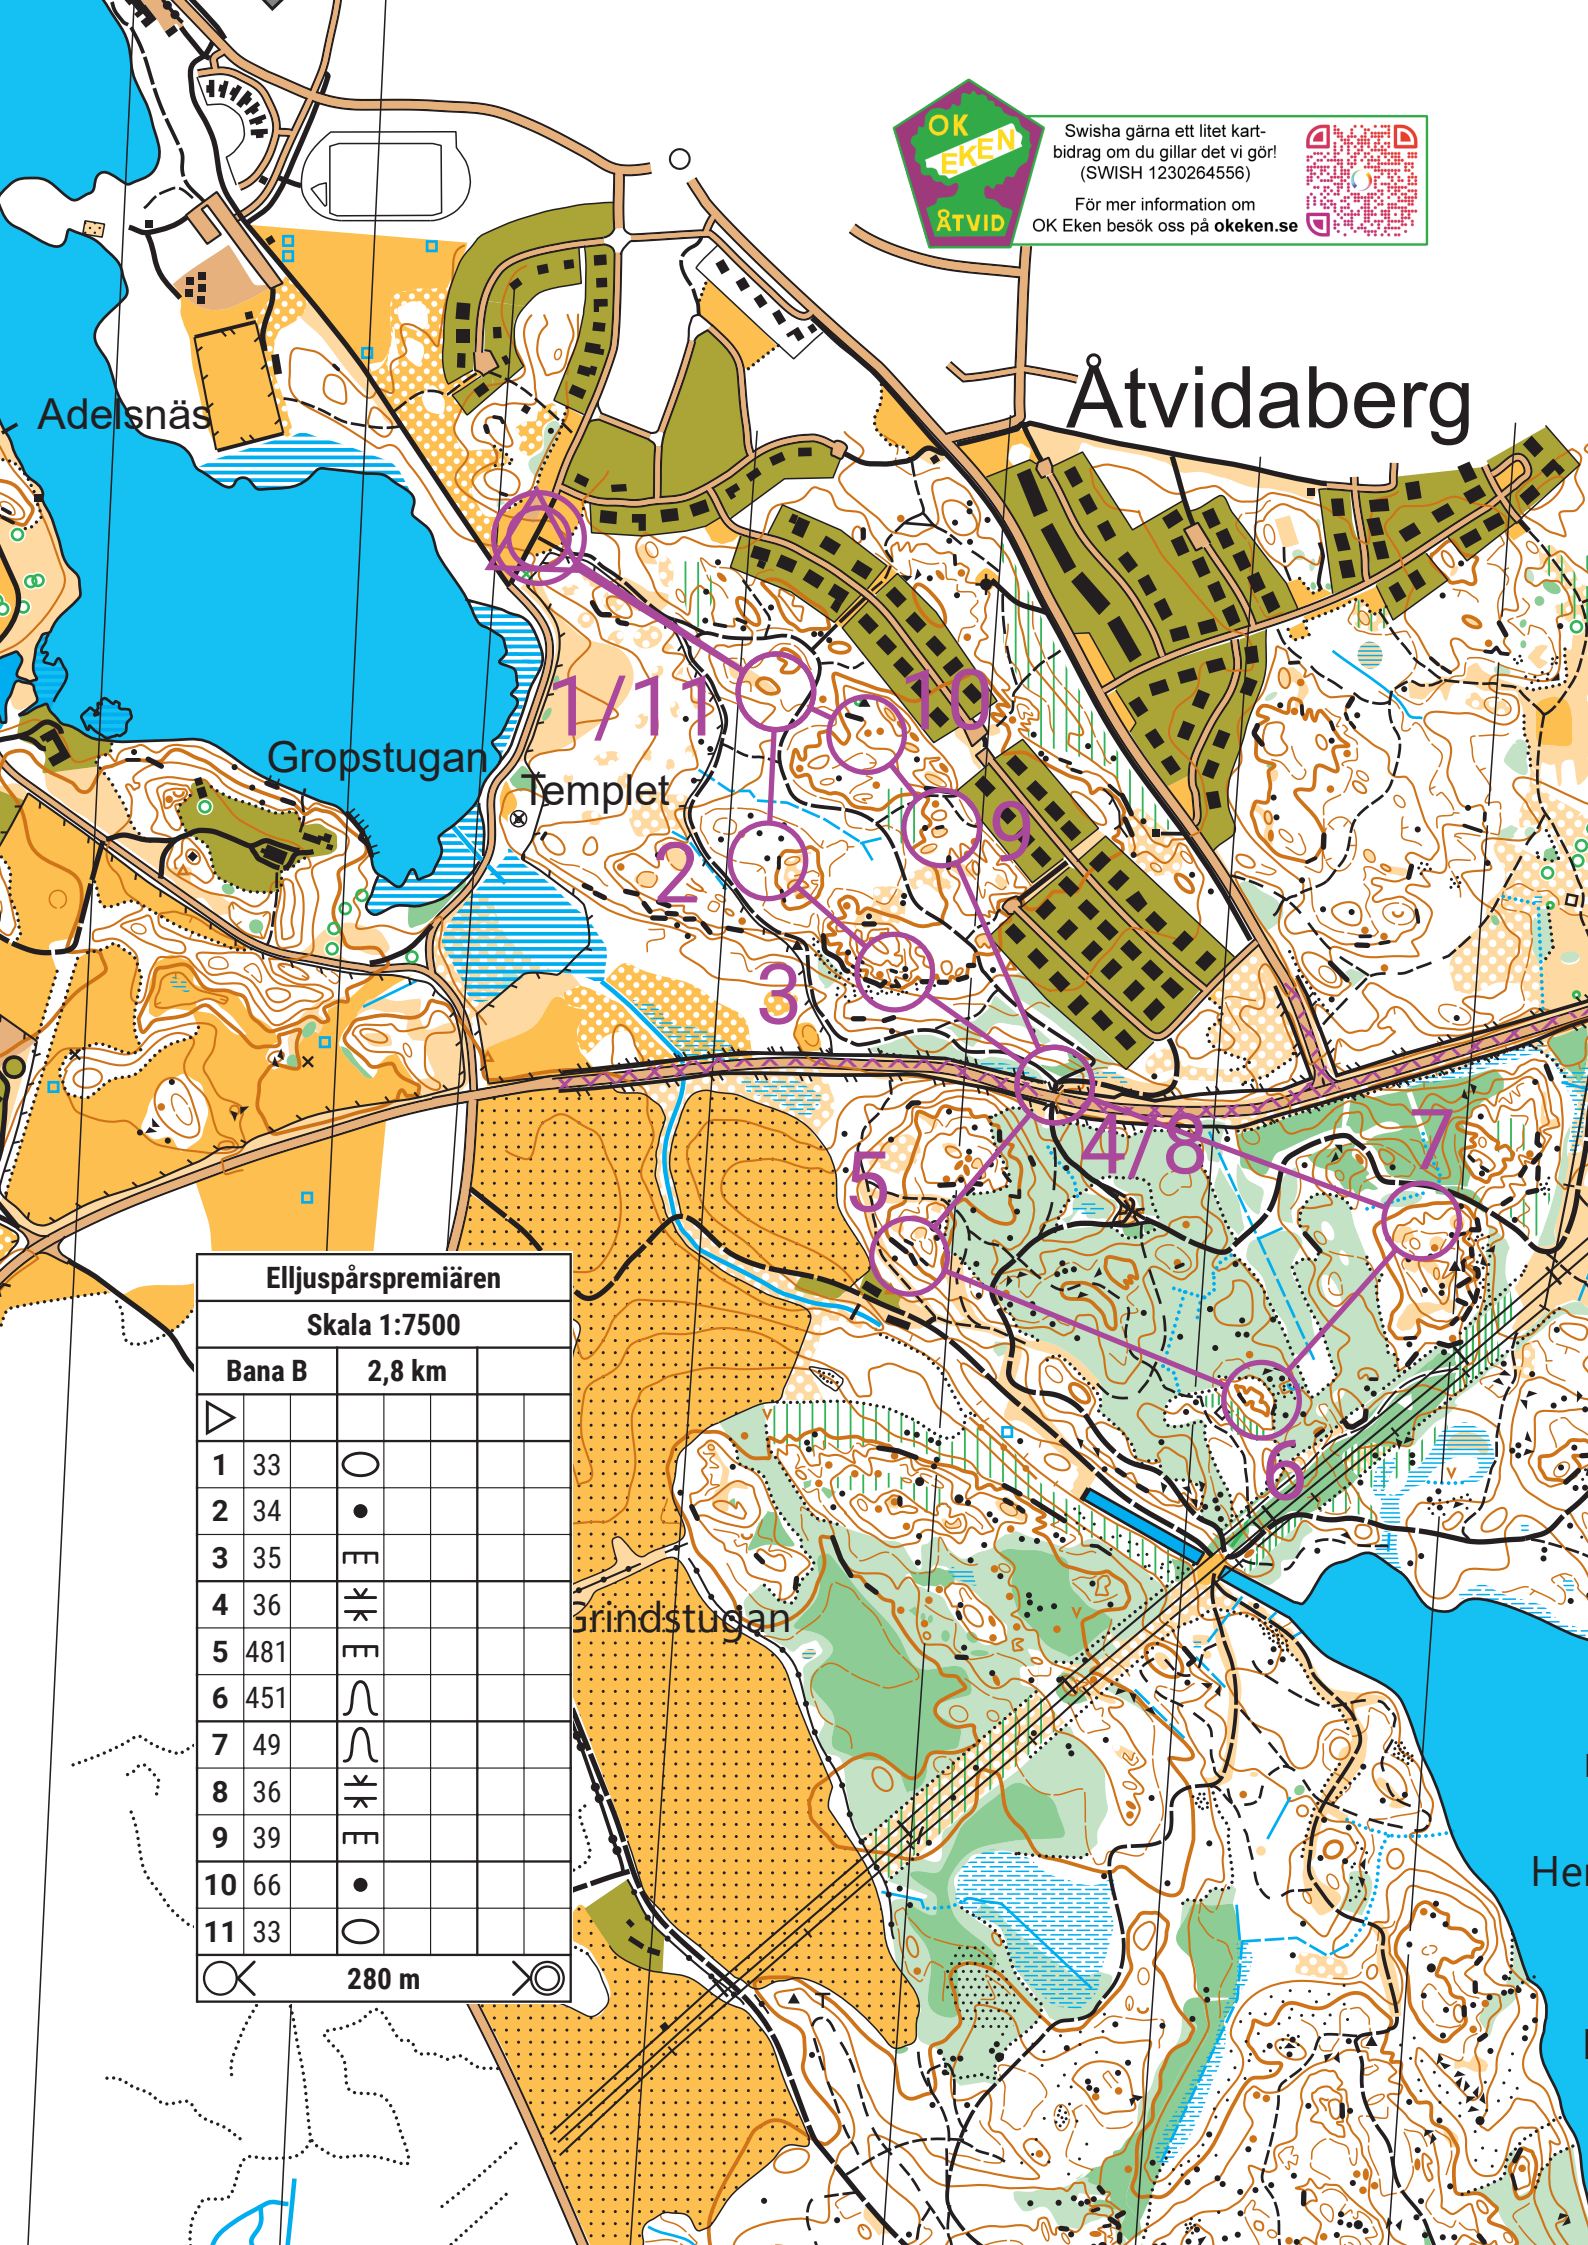 OK
EKEN
ÅTVID
Swisha gärna ett litet kart-
bidrag om du gillar det vi gör!
(SWISH 1230264556)
För mer information om
OK Eken besök oss på okeken.se
Åtvidaberg
Adelsnäs
1/11
10
Gropstugan
Templet
9
2
3
4/8
7
5
6
Elljuspårspremiären
Skala 1:7500
Bana B 2,8 km
1 33
2 34
3 35
4 36
5 481
6 451
7 49
8 36
9 39
10 66
11 33
280 m
Grindstugan
Her